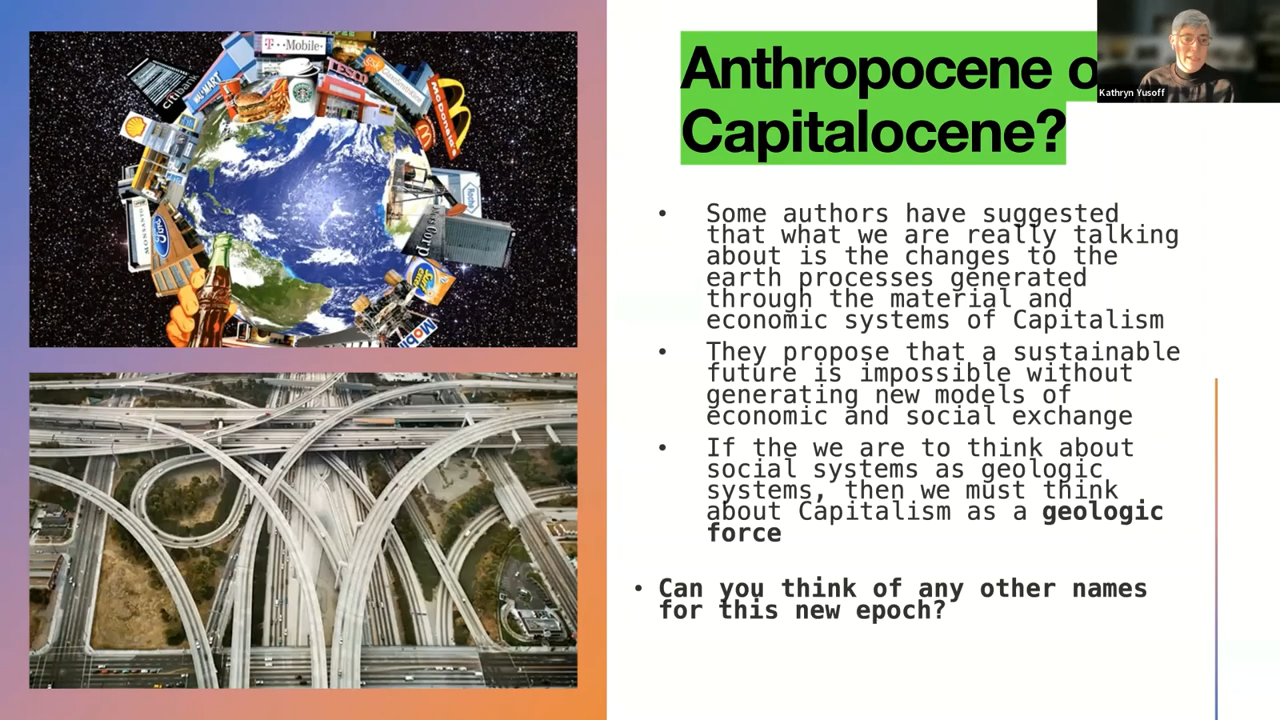 Anthropocene o
Capitalocene?
Kathryn Yusoff
• Some authors have suggested
that what we are really talking
about is the changes to the
earth processes generated
through the material and
economic systems of Capitalism
• They propose that a sustainable
future is impossible without
generating new models of
economic and social exchange
• If the we are to think about
social systems as geologic
systems, then we must think
about Capitalism as a geologic
force
• Can you think of any other names
for this new epoch?
T··Mobile·
citibank
WAL-MART
TESCO
GlaxoSmithKline
McDonald's
Roche
MONSANTO
Ford
Mobil